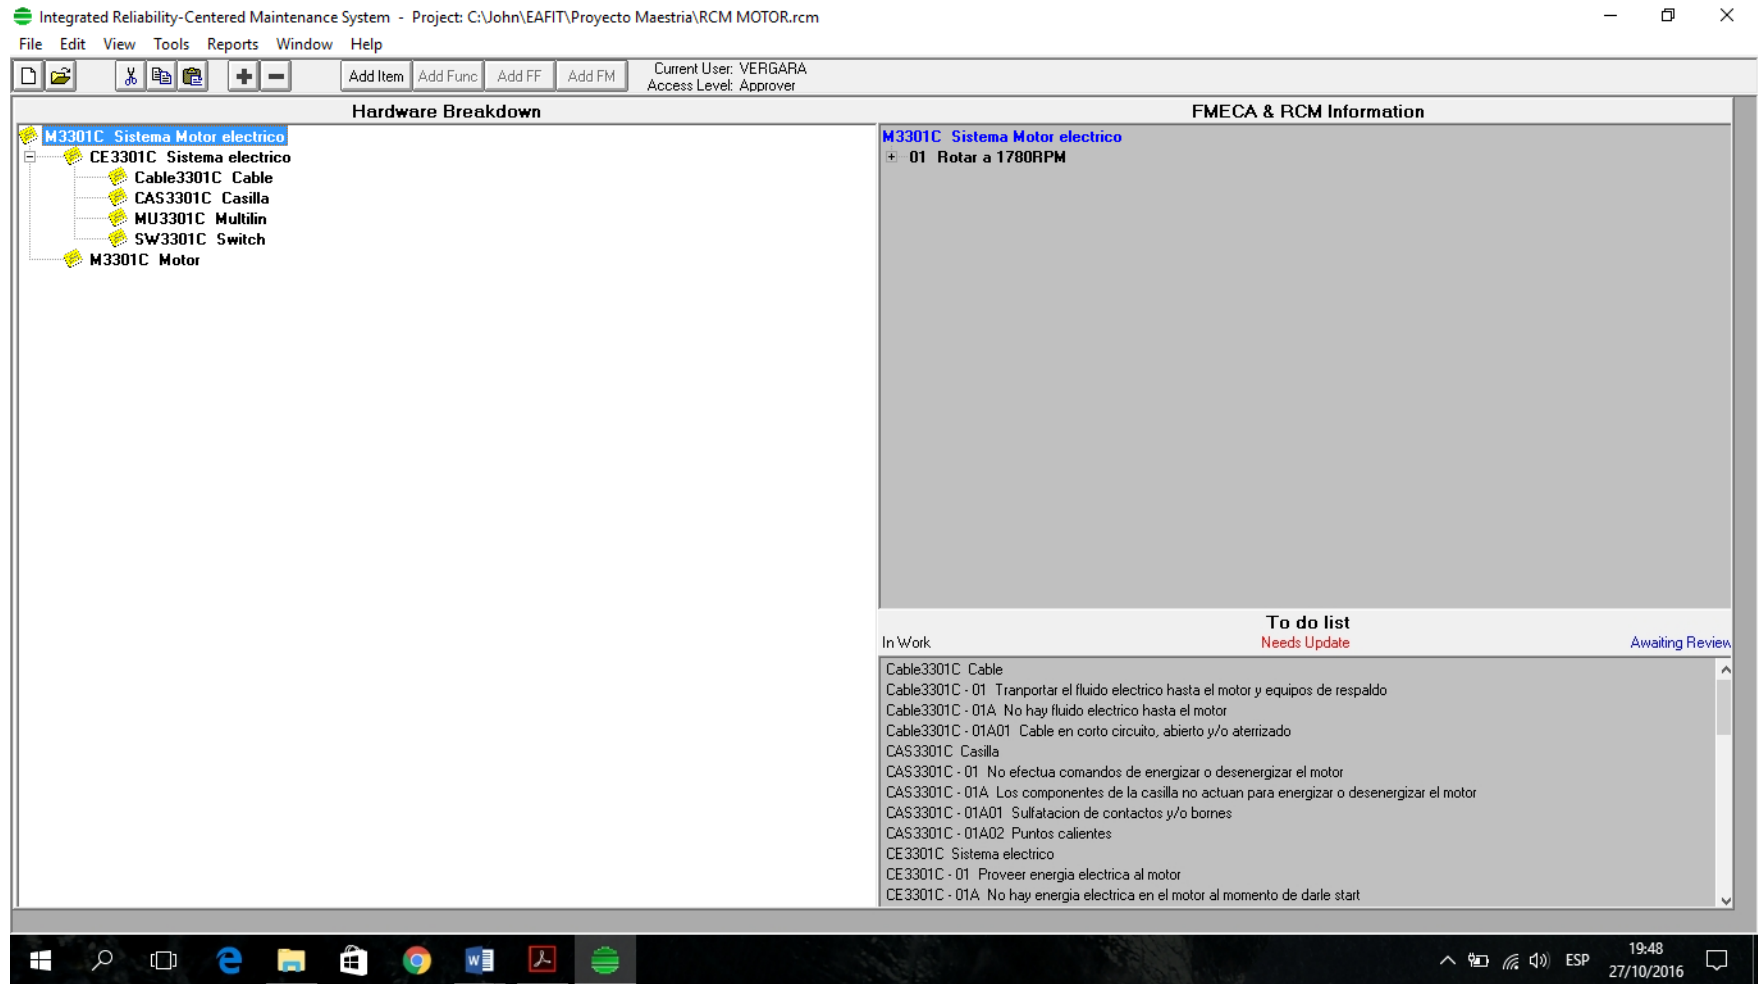 Integrated Reliability-Centered Maintenance System - Project: C:\John\EAFIT\Proyecto Maestria\RCM MOTOR.rcm
File Edit View Tools Reports Window Help
Add Item Add Func Add FF Add FM
Current User: VERGARA
Access Level: Approver
Hardware Breakdown
M3301C Sistema Motor electrico
CE3301C Sistema electrico
Cable3301C Cable
CAS3301C Casilla
MU3301C Multilin
SW3301C Switch
M3301C Motor
FMECA & RCM Information
M3301C Sistema Motor electrico
01 Rotar a 1780RPM
To do list
In Work Needs Update Awaiting Review
Cable3301C Cable
Cable3301C - 01 Tranportar el fluido electrico hasta el motor y equipos de respaldo
Cable3301C - 01A No hay fluido electrico hasta el motor
Cable3301C - 01A01 Cable en corto circuito, abierto y/o aterrizado
CAS3301C Casilla
CAS3301C - 01 No efectua comandos de energizar o desenergizar el motor
CAS3301C - 01A Los componentes de la casilla no actuan para energizar o desenergizar el motor
CAS3301C - 01A01 Sulfatacion de contactos y/o bornes
CAS3301C - 01A02 Puntos calientes
CE3301C Sistema electrico
CE3301C - 01 Proveer energia electrica al motor
CE3301C - 01A No hay energia electrica en el motor al momento de darle start
ESP
19:48
27/10/2016